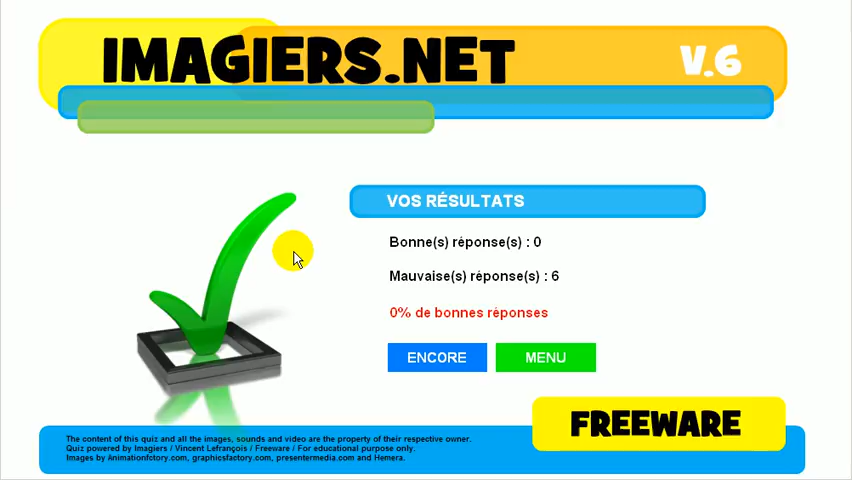 IMAGIERS.NET
V.6
VOS RÉSULTATS
Bonne(s) réponse(s) : 0
Mauvaise(s) réponse(s) : 6
0% de bonnes réponses
ENCORE
MENU
FREEWARE
The content of this quiz and all the images, sounds and video are the property of their respective owner.
Quiz powered by Imagiers / Vincent Lefrançois / Freeware / For educational purpose only.
Images by Animationfctory.com, graphicsfactory.com, presentermedia.com and Hemera.